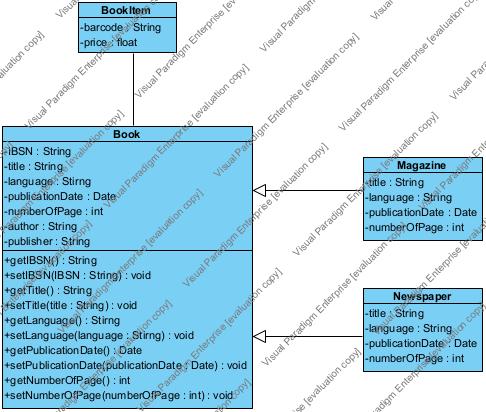 BookItem
-barcode : String
-price : float
Book
-IBSN : String
-title : String
-language : Stirng
-publicationDate : Date
-numberOfPage : int
-author : String
-publisher : String
+getIBSN() : String
+setIBSN(IBSN : String) : void
+getTitle() : String
+setTitle(title : String) : void
+getLanguage() : Stirng
+setLanguage(language : Stirng) : void
+getPublicationDate() : Date
+setPublicationDate(publicationDate : Date) : void
+getNumberOfPage() : int
+setNumberOfPage(numberOfPage : int) : void
Magazine
-title : String
-language : String
-publicationDate : Date
-numberOfPage : int
Newspaper
-title : String
-language : String
-publicationDate : Date
-numberOfPage : int
Visual Paradigm Enterprise [evaluation copy]